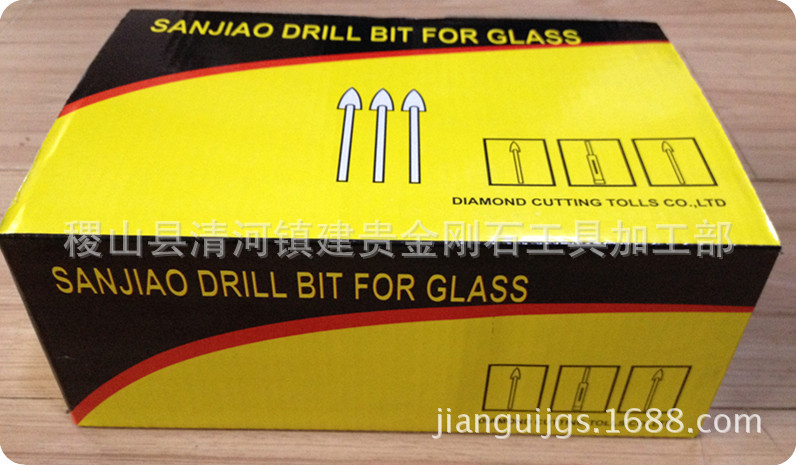 SANJIAO DRILL BIT FOR GLASS
DIAMOND CUTTING TOLLS CO.,LTD
稷山县清河镇建贵金刚石工具加工部
SANJIAO DRILL BIT FOR GLASS
jianguijgs.1688.com